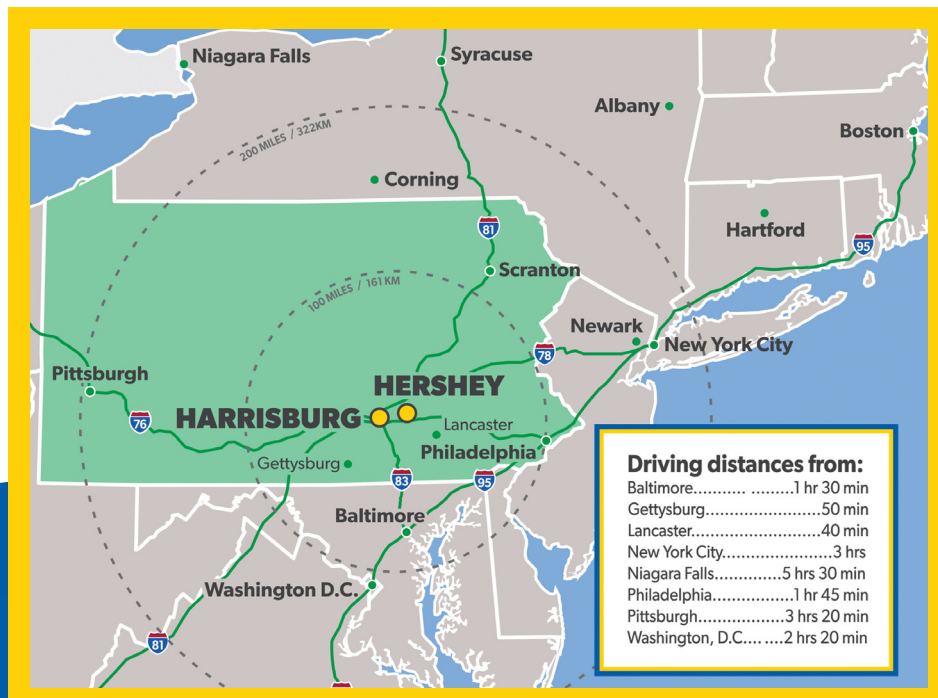 Niagara Falls
Syracuse
Albany
Boston
200 MILES / 322KM
Corning
Hartford
81
95
Scranton
100 MILES / 161 KM
Newark
New York City
78
Pittsburgh
HERSHEY
HARRISBURG
76
Lancaster
Philadelphia
Gettysburg
83
95
Baltimore
Washington D.C.
81
Driving distances from:
Baltimore........... .........1 hr 30 min
Gettysburg.......................50 min
Lancaster.........................40 min
New York City......................3 hrs
Niagara Falls..............5 hrs 30 min
Philadelphia.................1 hr 45 min
Pittsburgh..................3 hrs 20 min
Washington, D.C.... ....2 hrs 20 min